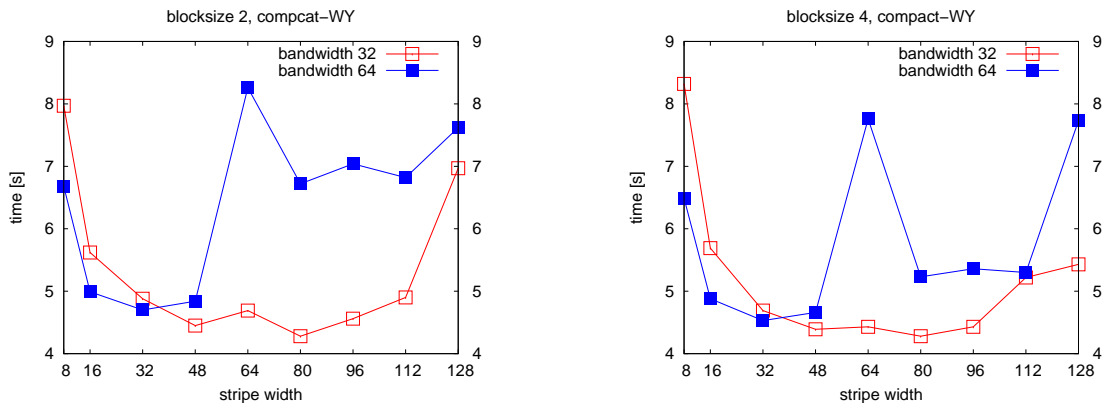 blocksize 2, compcat−WY
9
8
7
6
5
4
time [s]
bandwidth 32
bandwidth 64
9
8
7
6
5
4
8 16 32 48 64 80 96 112 128
stripe width
blocksize 4, compact−WY
9
8
7
6
5
4
time [s]
bandwidth 32
bandwidth 64
9
8
7
6
5
4
8 16 32 48 64 80 96 112 128
stripe width